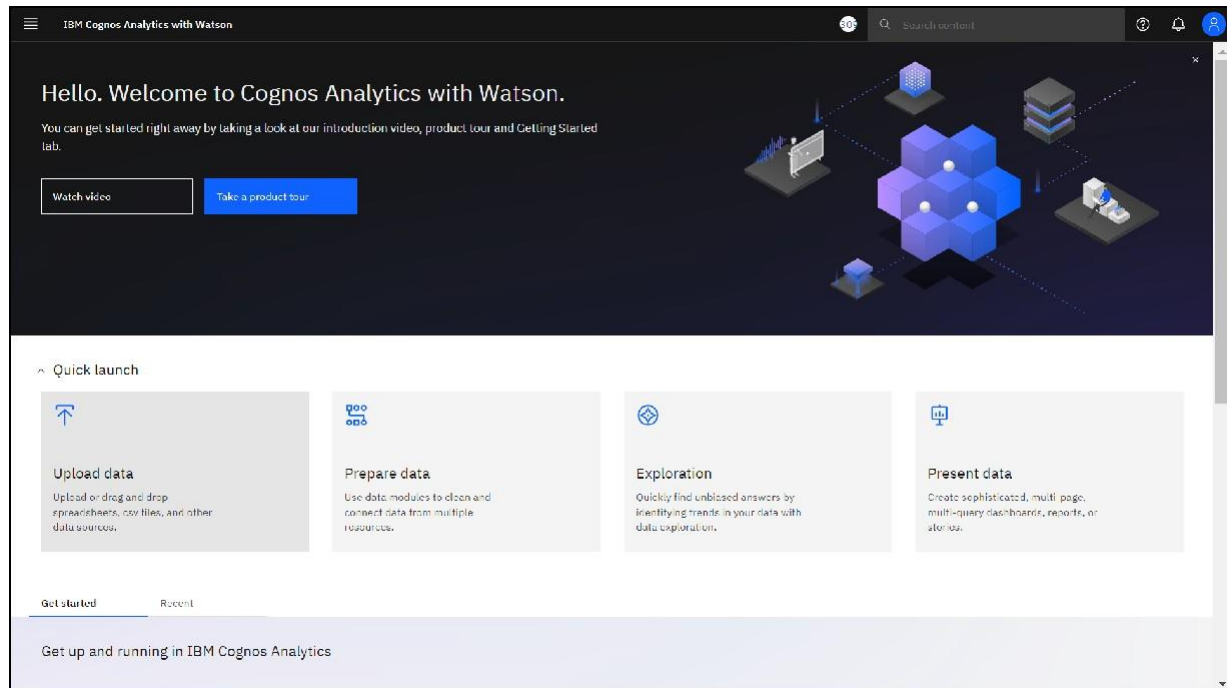 IBM Cognos Analytics with Watson
Search content
Hello. Welcome to Cognos Analytics with Watson.
You can get started right away by taking a look at our introduction video, product tour and Getting Started
tab.
Watch video
Take a product tour
Quick launch
Upload data
Upload or drag and drop
spreadsheets, csv files, and other
data sources.
Prepare data
Use data modules to clean and
connect data from multiple
resources.
Exploration
Quickly find unbiased answers by
identifying trends in your data with
data exploration.
Present data
Create sophisticated, multi-page,
multi-query dashboards, reports, or
stories.
Get started
Recent
Get up and running in IBM Cognos Analytics